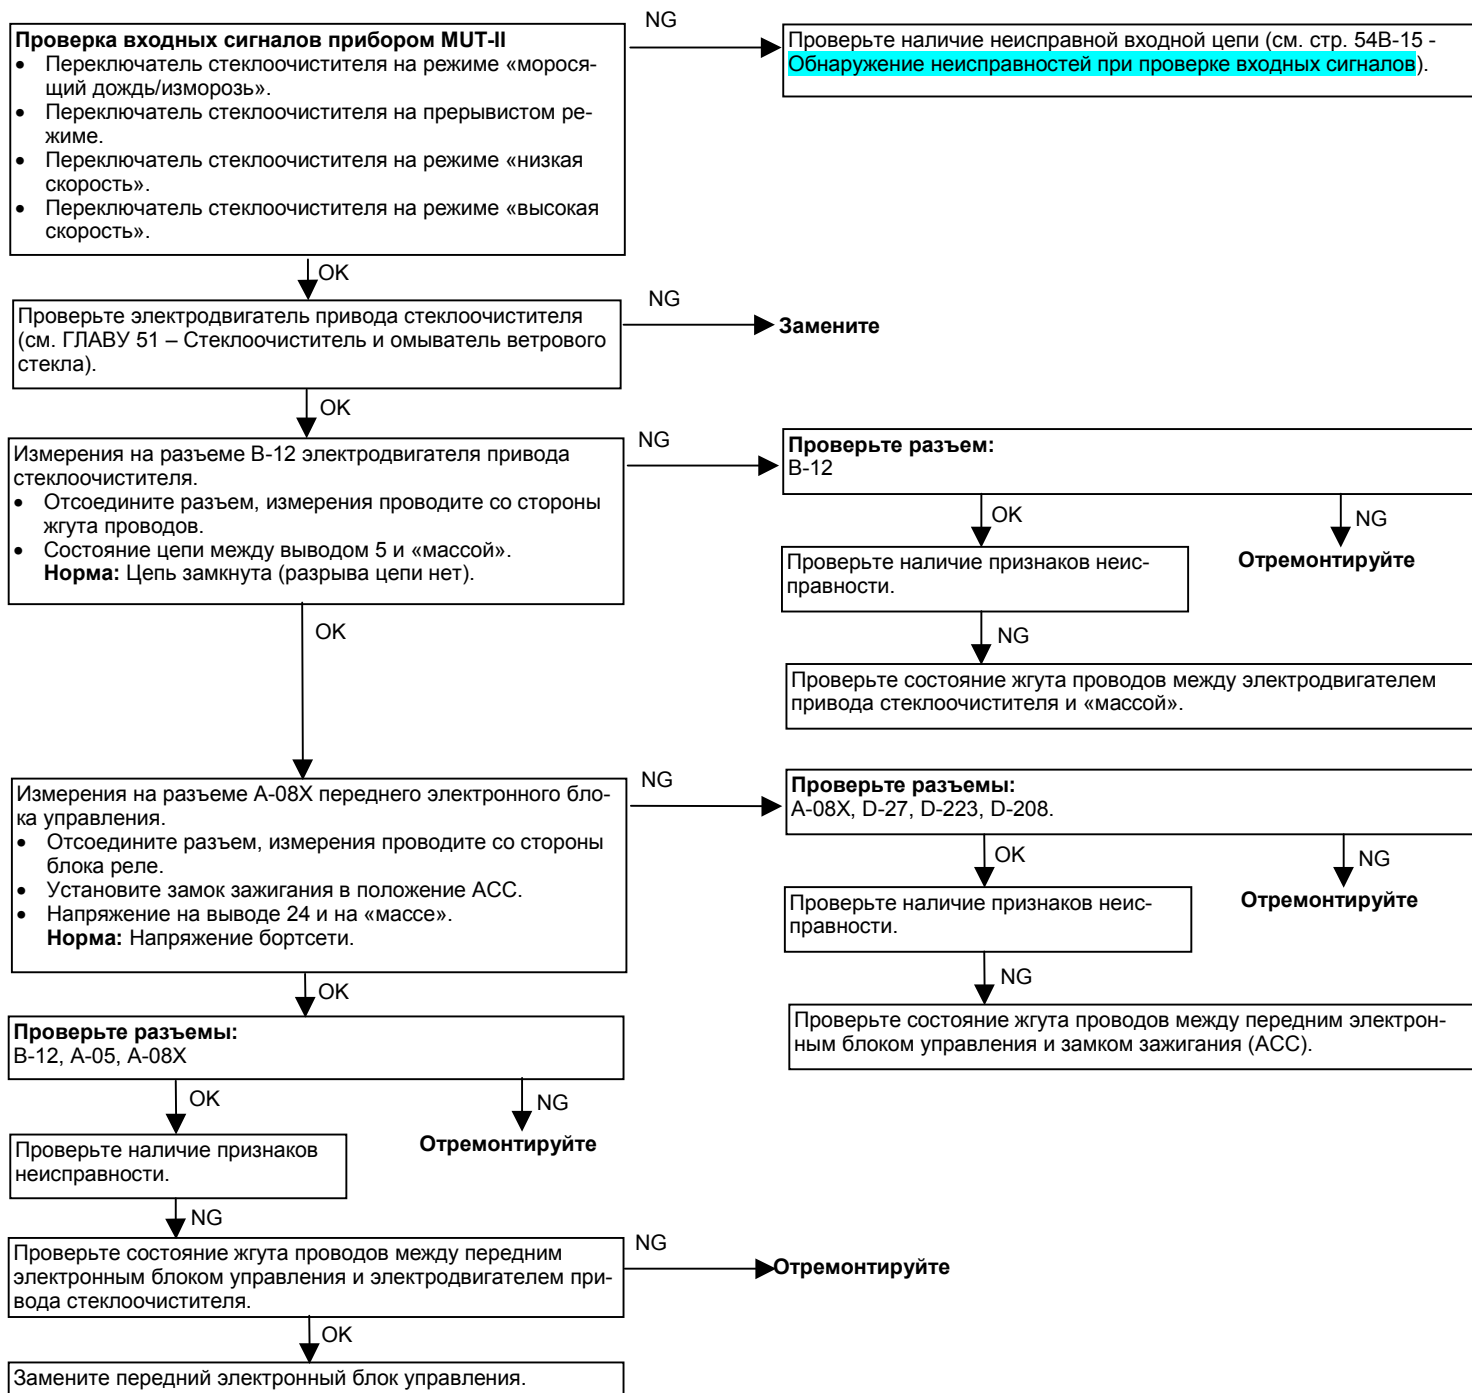 Проверка входных сигналов прибором MUT-II
• Переключатель стеклоочистителя на режиме «морося-
щий дождь/изморозь».
• Переключатель стеклоочистителя на прерывистом ре-
жиме.
• Переключатель стеклоочистителя на режиме «низкая
скорость».
• Переключатель стеклоочистителя на режиме «высокая
скорость».
NG
Проверьте наличие неисправной входной цепи (см. стр. 54B-15 -
Обнаружение неисправностей при проверке входных сигналов).
OK
Проверьте электродвигатель привода стеклоочистителя
(см. ГЛАВУ 51 – Стеклоочиститель и омыватель ветрового
стекла).
NG
Замените
OK
Измерения на разъеме B-12 электродвигателя привода
стеклоочистителя.
• Отсоедините разъем, измерения проводите со стороны
жгута проводов.
• Состояние цепи между выводом 5 и «массой».
Норма: Цепь замкнута (разрыва цепи нет).
NG
Проверьте разъем:
B-12
OK
NG
Проверьте наличие признаков неис-
правности.
Отремонтируйте
NG
Проверьте состояние жгута проводов между электродвигателем
привода стеклоочистителя и «массой».
OK
Измерения на разъеме A-08X переднего электронного бло-
ка управления.
• Отсоедините разъем, измерения проводите со стороны
блока реле.
• Установите замок зажигания в положение ACC.
• Напряжение на выводе 24 и на «массе».
Норма: Напряжение бортсети.
NG
Проверьте разъемы:
A-08X, D-27, D-223, D-208.
OK
NG
Проверьте наличие признаков неис-
правности.
Отремонтируйте
NG
Проверьте состояние жгута проводов между передним электрон-
ным блоком управления и замком зажигания (ACC).
OK
Проверьте разъемы:
B-12, A-05, A-08X
OK
NG
Проверьте наличие признаков
неисправности.
Отремонтируйте
NG
Проверьте состояние жгута проводов между передним
электронным блоком управления и электродвигателем при-
вода стеклоочистителя.
NG
Отремонтируйте
OK
Замените передний электронный блок управления.